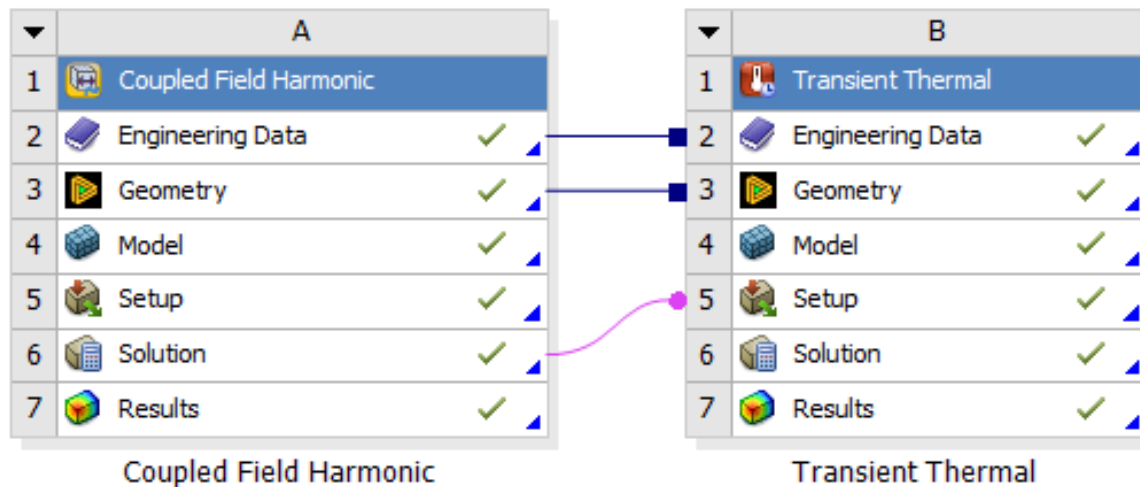 A
1 Coupled Field Harmonic
2 Engineering Data
3 Geometry
4 Model
5 Setup
6 Solution
7 Results
Coupled Field Harmonic
B
1 Transient Thermal
2 Engineering Data
3 Geometry
4 Model
5 Setup
6 Solution
7 Results
Transient Thermal